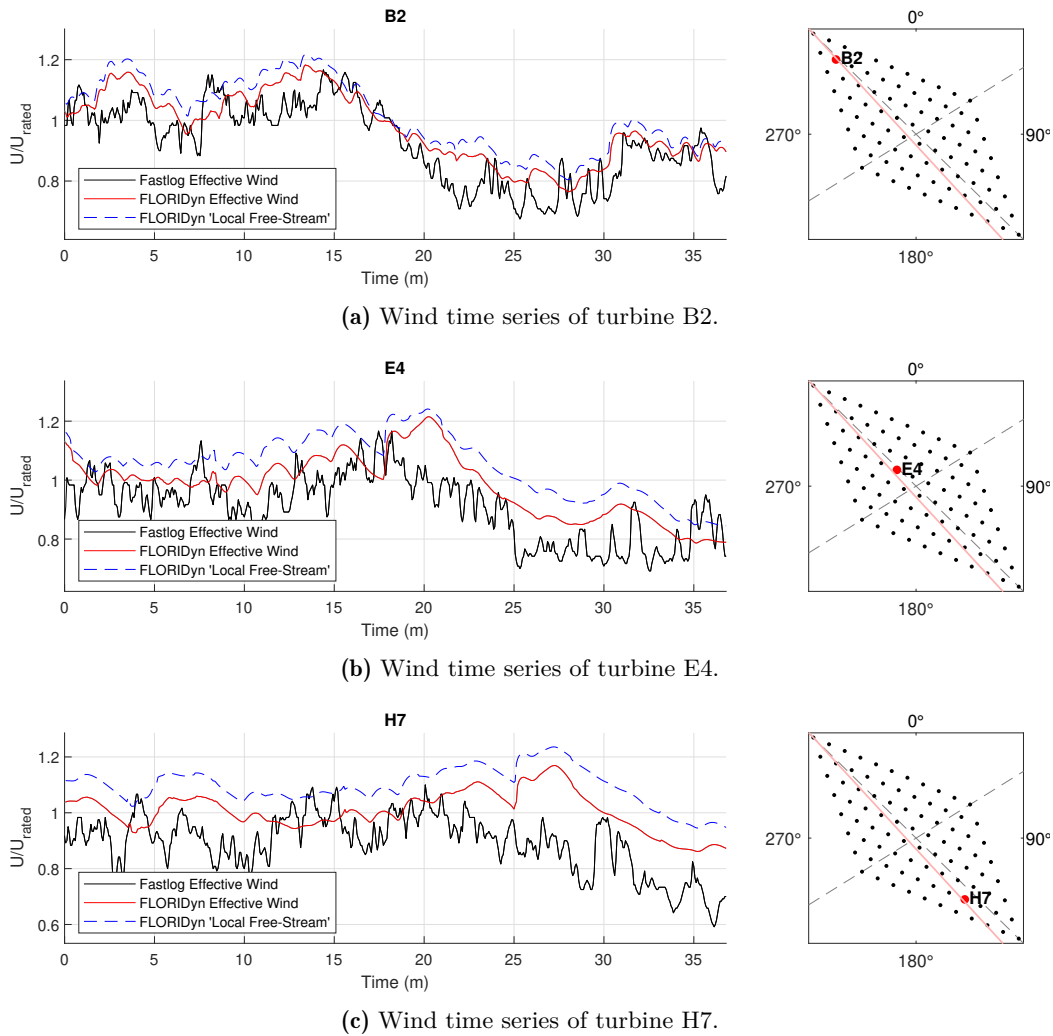 B2
1.2
1
0.8
U/U_rated
Fastlog Effective Wind
FLORIDyn Effective Wind
FLORIDyn 'Local Free-Stream'
0 5 10 15 20 25 30 35
Time (m)
0°
270°
90°
180°
B2
(a) Wind time series of turbine B2.
E4
1.2
1
0.8
U/U_rated
Fastlog Effective Wind
FLORIDyn Effective Wind
FLORIDyn 'Local Free-Stream'
0 5 10 15 20 25 30 35
Time (m)
0°
270°
90°
180°
E4
(b) Wind time series of turbine E4.
H7
1.2
1
0.8
0.6
U/U_rated
Fastlog Effective Wind
FLORIDyn Effective Wind
FLORIDyn 'Local Free-Stream'
0 5 10 15 20 25 30 35
Time (m)
0°
270°
90°
180°
H7
(c) Wind time series of turbine H7.